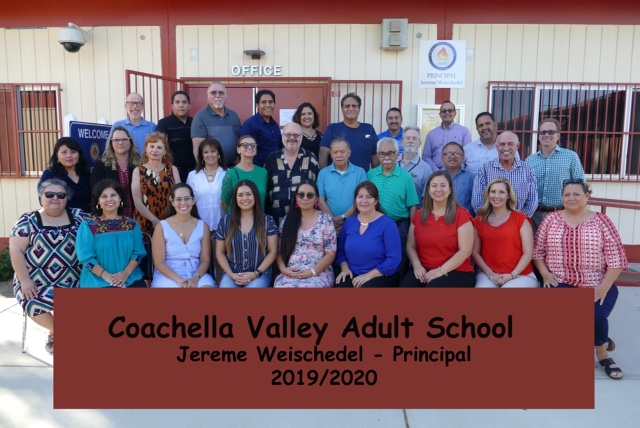 OFFICE
PRINCIPAL
Jereme Weischedel
WELCOME
Coachella Valley Adult School
Jereme Weischedel - Principal
2019/2020